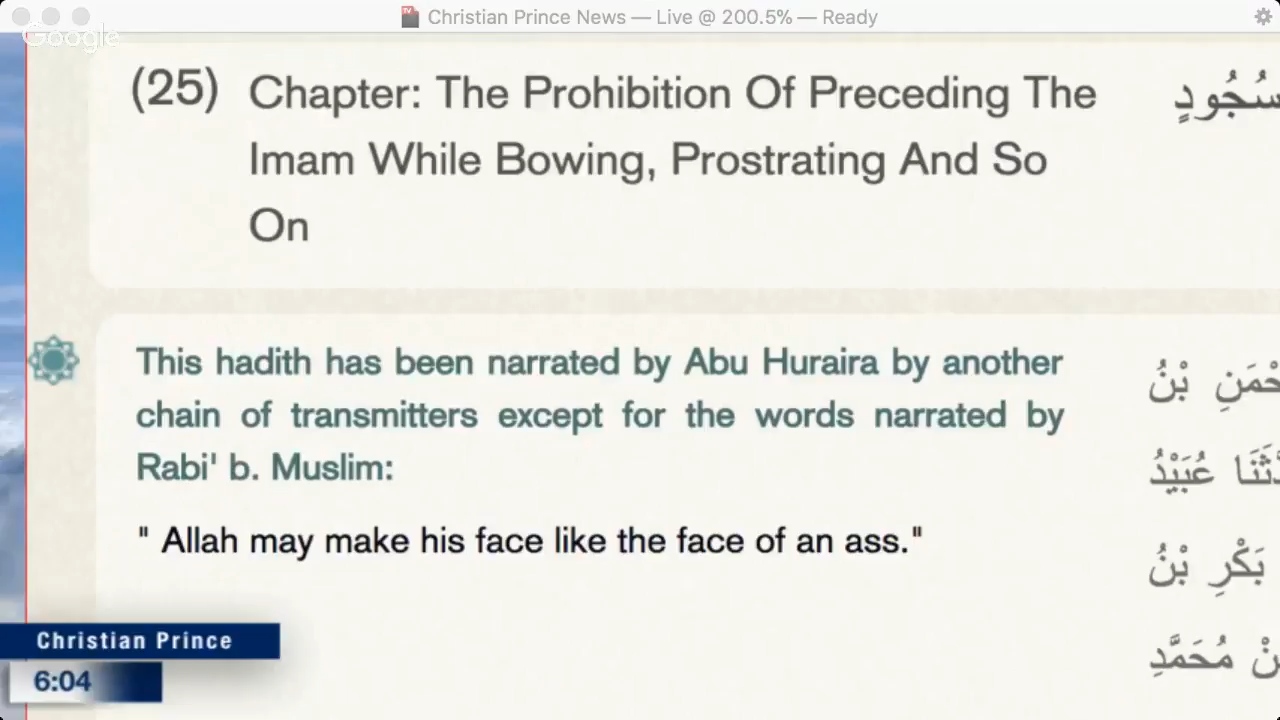 Christian Prince News — Live @ 200.5% — Ready
Google
(25) Chapter: The Prohibition Of Preceding The
Imam While Bowing, Prostrating And So
On
سُجُودٍ
This hadith has been narrated by Abu Huraira by another
chain of transmitters except for the words narrated by
Rabi' b. Muslim:
" Allah may make his face like the face of an ass."
بْنُ
عُبَيْدُ
بَكْرِ بْنُ
مُحَمَّدِ
Christian Prince
6:04